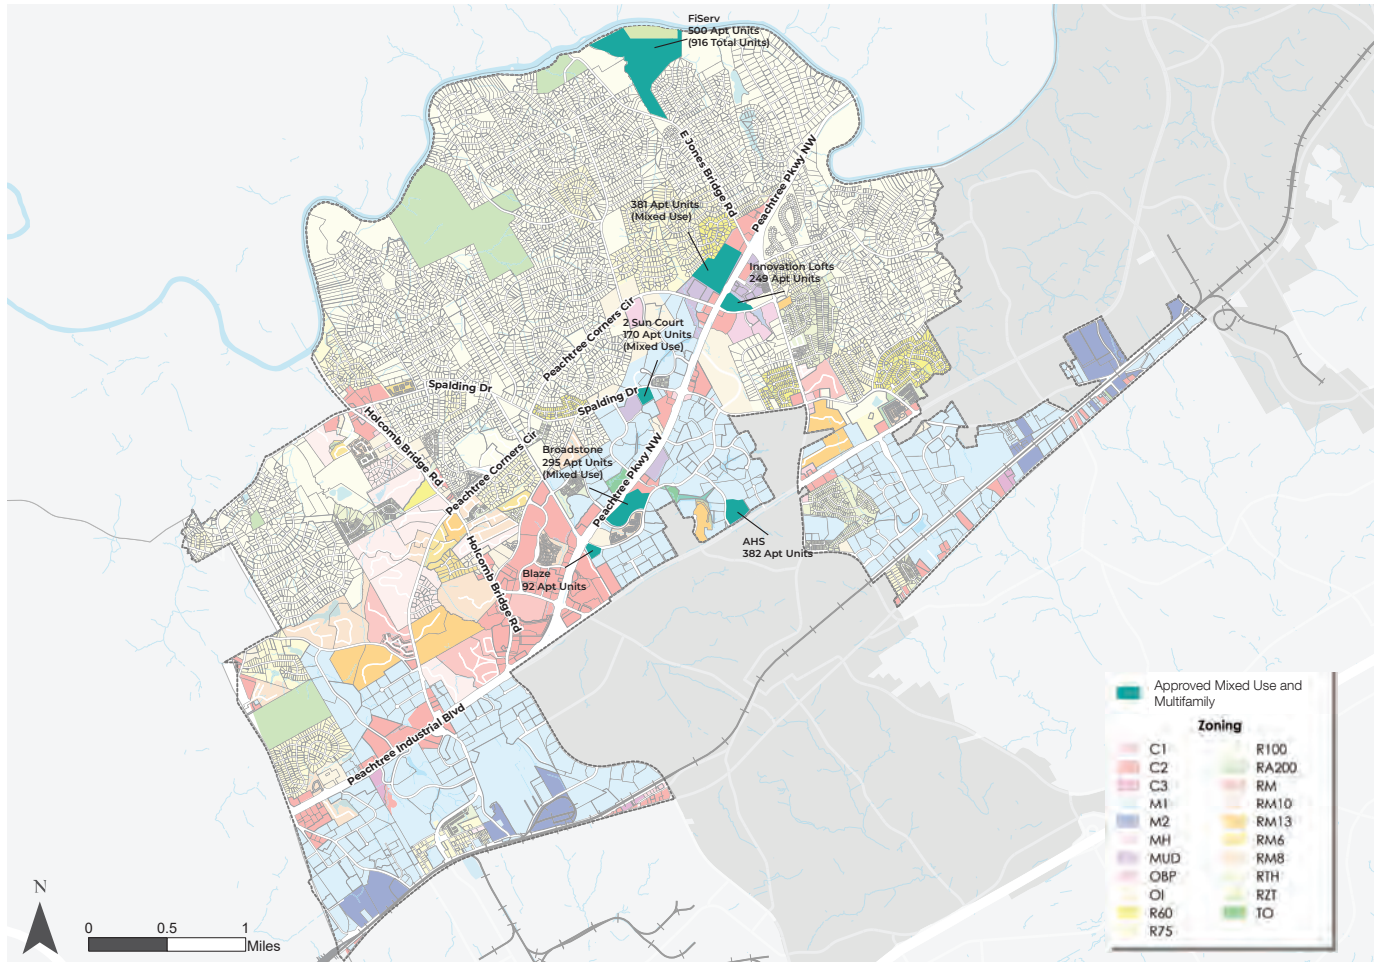 FiServ
500 Apt Units
(916 Total Units)
E Jones Bridge Rd
Peachtree Pkwy NW
381 Apt Units
(Mixed Use)
Innovation Lofts
249 Apt Units
Peachtree Corners Cir
2 Sun Court
170 Apt Units
(Mixed Use)
Spalding Dr
Spalding Dr
Holcomb Bridge Rd
Peachtree Corners Cir
Broadstone
295 Apt Units
(Mixed Use)
Peachtree Pkwy NW
AHS
382 Apt Units
Holcomb Bridge Rd
Blaze
92 Apt Units
Peachtree Industrial Blvd
Approved Mixed Use and
Multifamily
Zoning
C1
C2
C3
M1
M2
MH
MUD
OBP
OI
R60
R75
R100
RA200
RM
RM10
RM13
RM6
RM8
RTH
RZT
TO
N
0 0.5 1
Miles